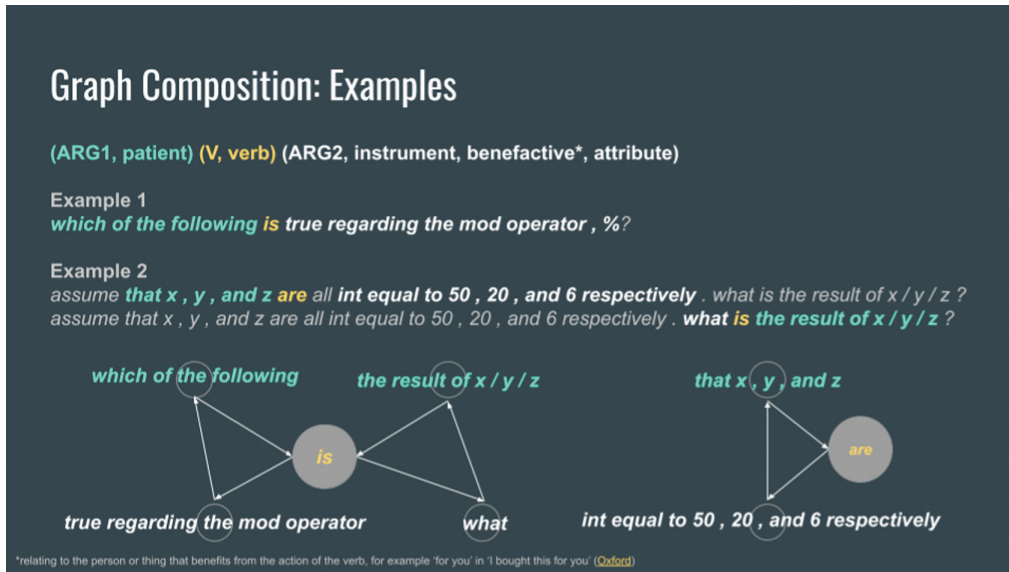 Graph Composition: Examples
(ARG1, patient) (V, verb) (ARG2, instrument, benefactive*, attribute)
Example 1
which of the following is true regarding the mod operator , %?
Example 2
assume that x , y , and z are all int equal to 50 , 20 , and 6 respectively . what is the result of x / y / z ?
assume that x , y , and z are all int equal to 50 , 20 , and 6 respectively . what is the result of x / y / z ?
which of the following
the result of x / y / z
that x , y , and z
is
are
true regarding the mod operator
what
int equal to 50 , 20 , and 6 respectively
*relating to the person or thing that benefits from the action of the verb, for example 'for you' in 'I bought this for you' (Oxford)